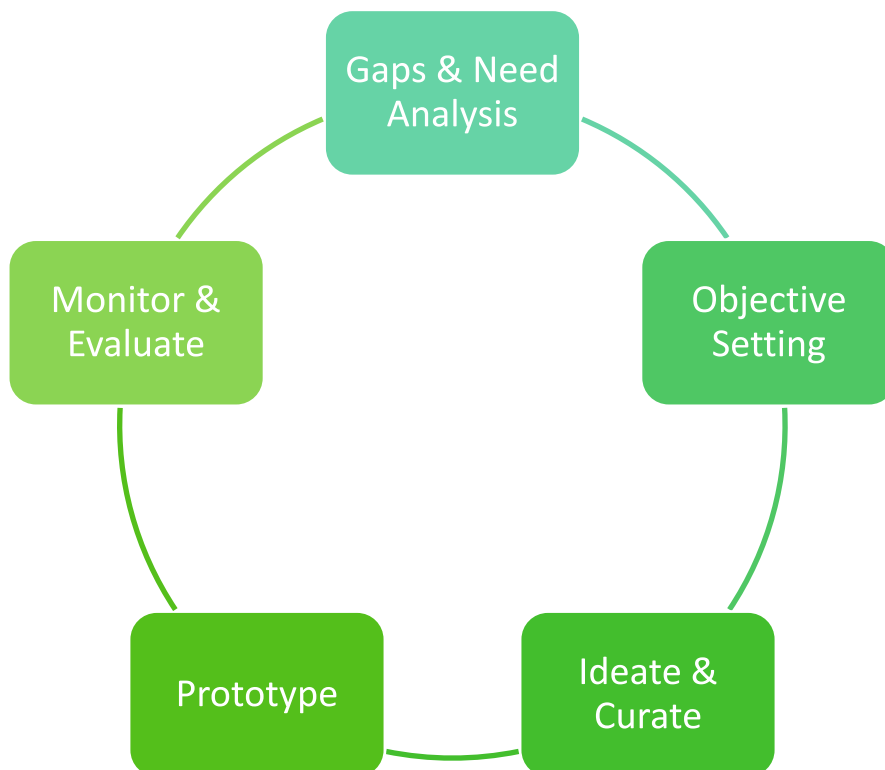 Gaps & Need
Analysis
Objective
Setting
Ideate &
Curate
Prototype
Monitor &
Evaluate